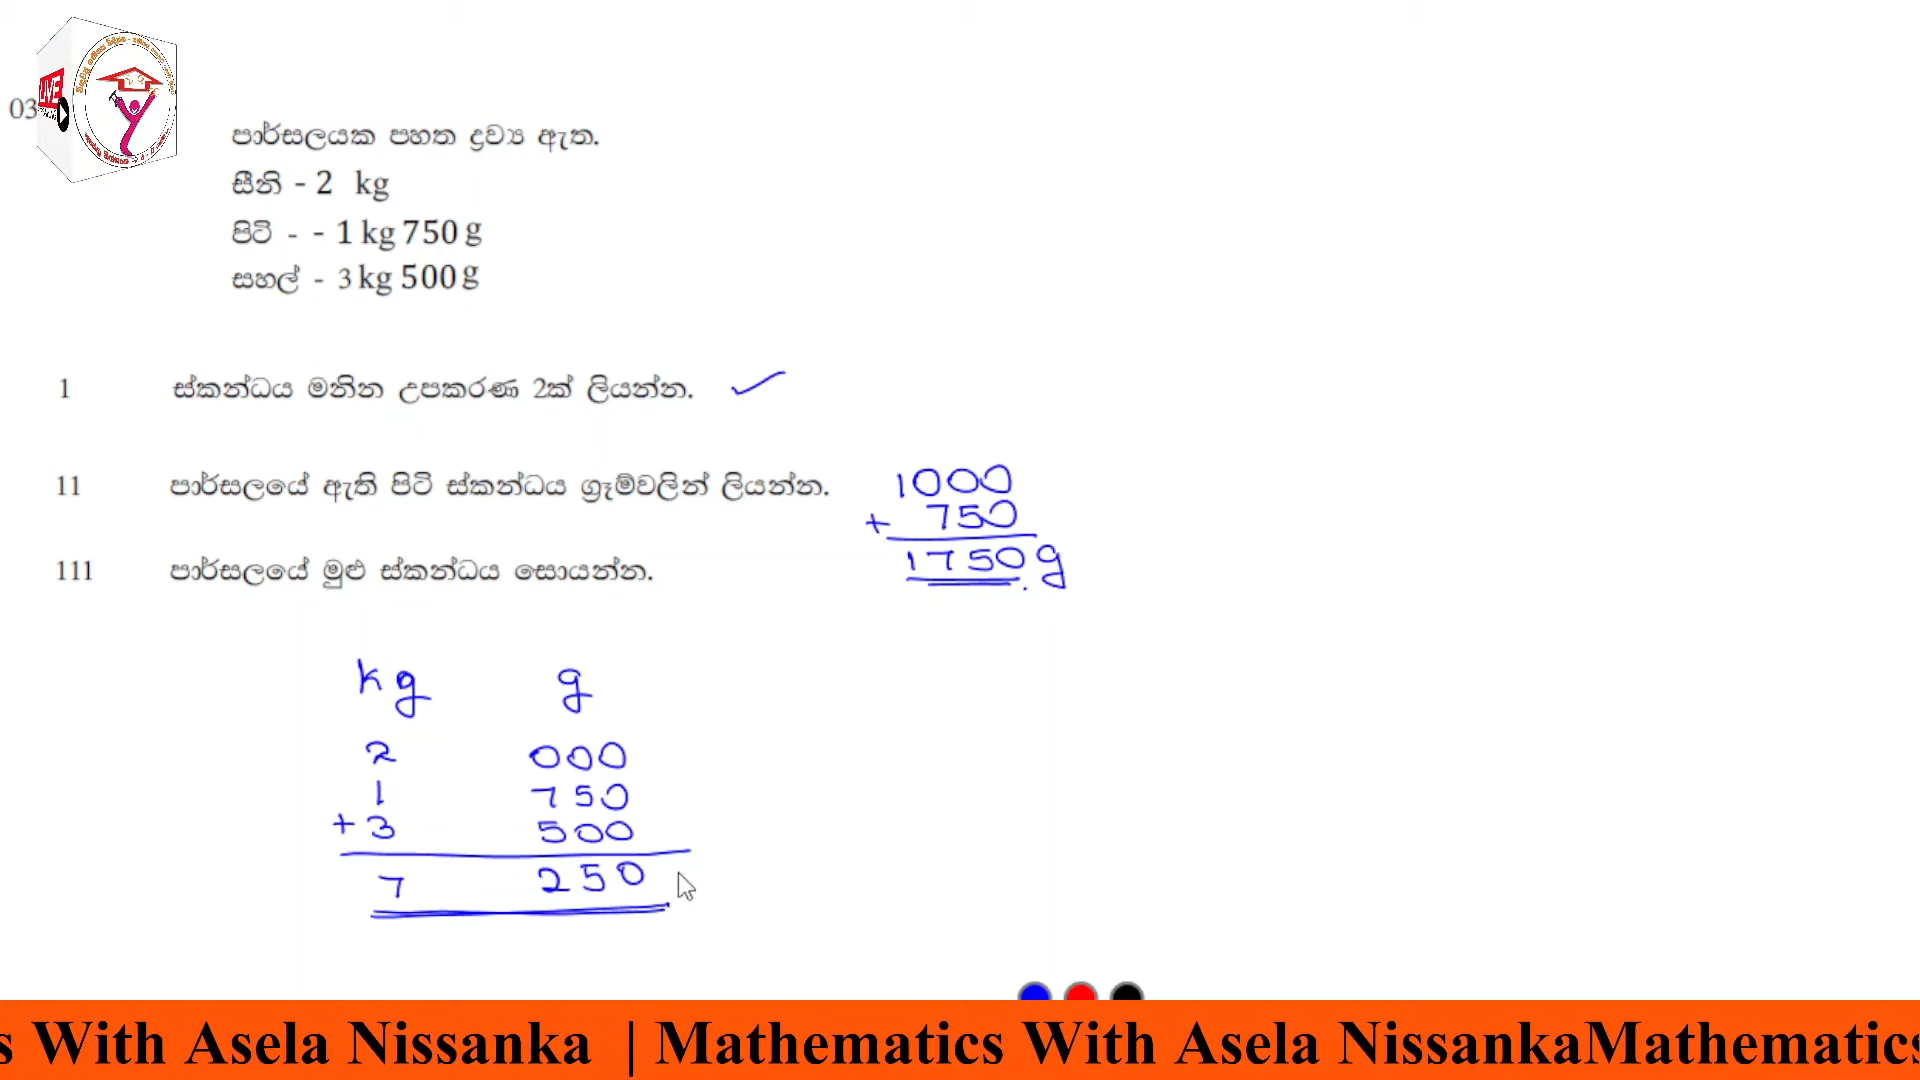 03
LIVE
පාර්සලයක පහත ද්‍රව්‍ය ඇත.
සීනි - 2 kg
පිටි - - 1 kg 750 g
සහල් - 3 kg 500 g
1 ස්කන්ධය මනින උපකරණ 2ක් ලියන්න.
11 පාර්සලයේ ඇති පිටි ස්කන්ධය ග්‍රෑම්වලින් ලියන්න.
1000
+ 750
1750 g
111 පාර්සලයේ මුළු ස්කන්ධය සොයන්න.
kg g
2 000
1 750
+ 3 500
7 250
s With Asela Nissanka | Mathematics With Asela NissankaMathematics